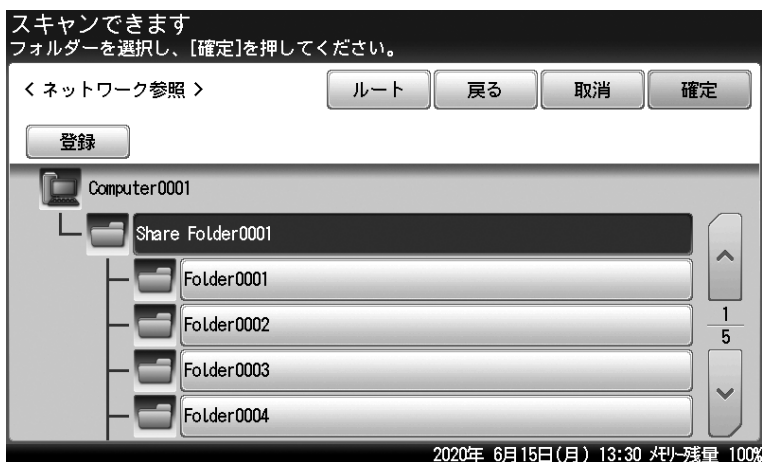 スキャンできます
フォルダーを選択し、[確定]を押してください。
<ネットワーク参照>
ルート
戻る
取消
確定
登録
Computer0001
Share Folder0001
Folder0001
Folder0002
Folder0003
Folder0004
1
5
2020年 6月15日(月) 13:30 メモリー残量 100%